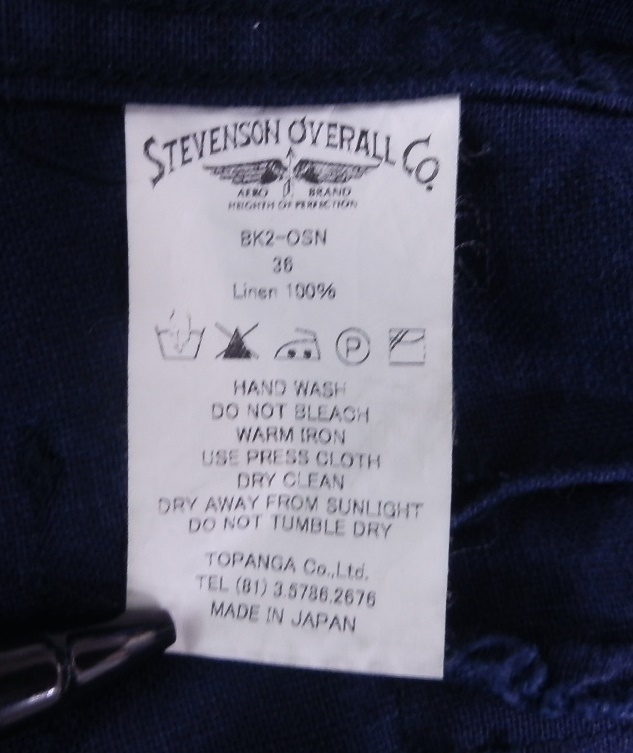 STEVENSON OVERALL Co.
AERO BRAND
HEIGHTH OF PERFECTION
BK2-OSN
36
Linen 100%
P
HAND WASH
DO NOT BLEACH
WARM IRON
USE PRESS CLOTH
DRY CLEAN
DRY AWAY FROM SUNLIGHT
DO NOT TUMBLE DRY
TOPANGA Co.,Ltd.
TEL (81) 3.5786.2676
MADE IN JAPAN